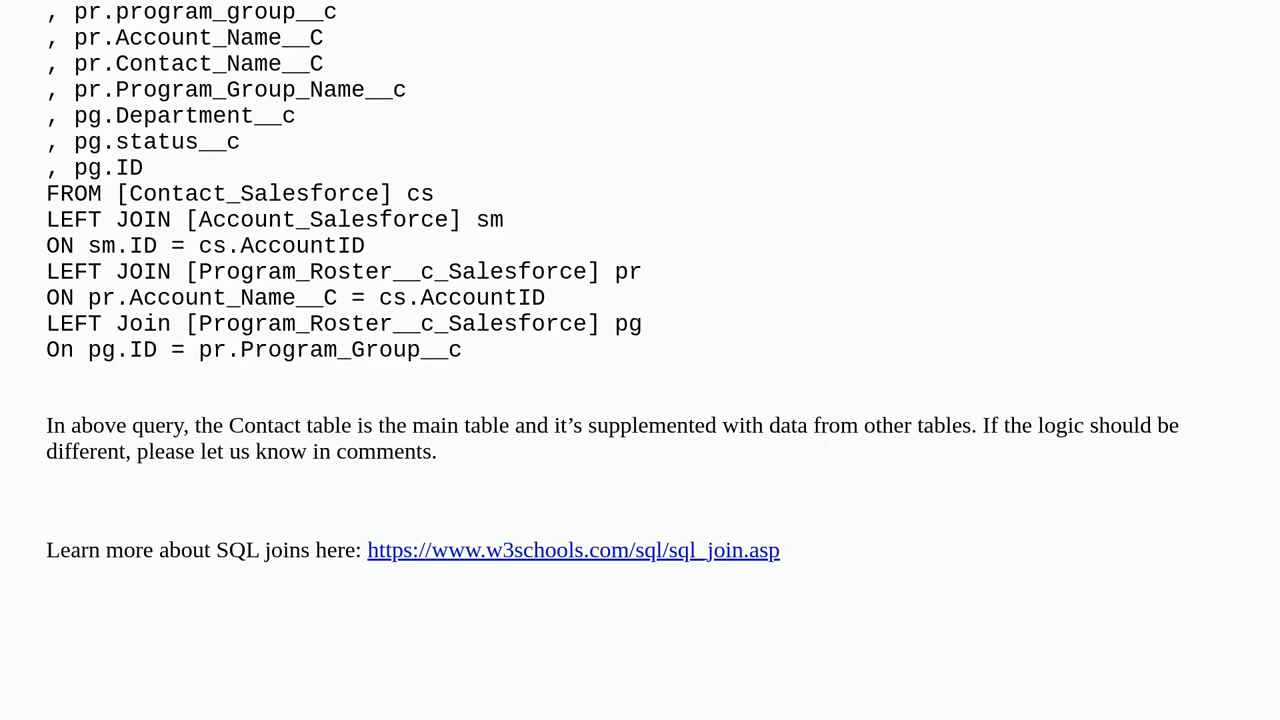 , pr.program_group__c
, pr.Account_Name__C
, pr.Contact_Name__C
, pr.Program_Group_Name__c
, pg.Department__c
, pg.status__c
, pg.ID
FROM [Contact_Salesforce] cs
LEFT JOIN [Account_Salesforce] sm
ON sm.ID = cs.AccountID
LEFT JOIN [Program_Roster__c_Salesforce] pr
ON pr.Account_Name__C = cs.AccountID
LEFT Join [Program_Roster__c_Salesforce] pg
On pg.ID = pr.Program_Group__c
In above query, the Contact table is the main table and it’s supplemented with data from other tables. If the logic should be
different, please let us know in comments.
Learn more about SQL joins here: https://www.w3schools.com/sql/sql_join.asp